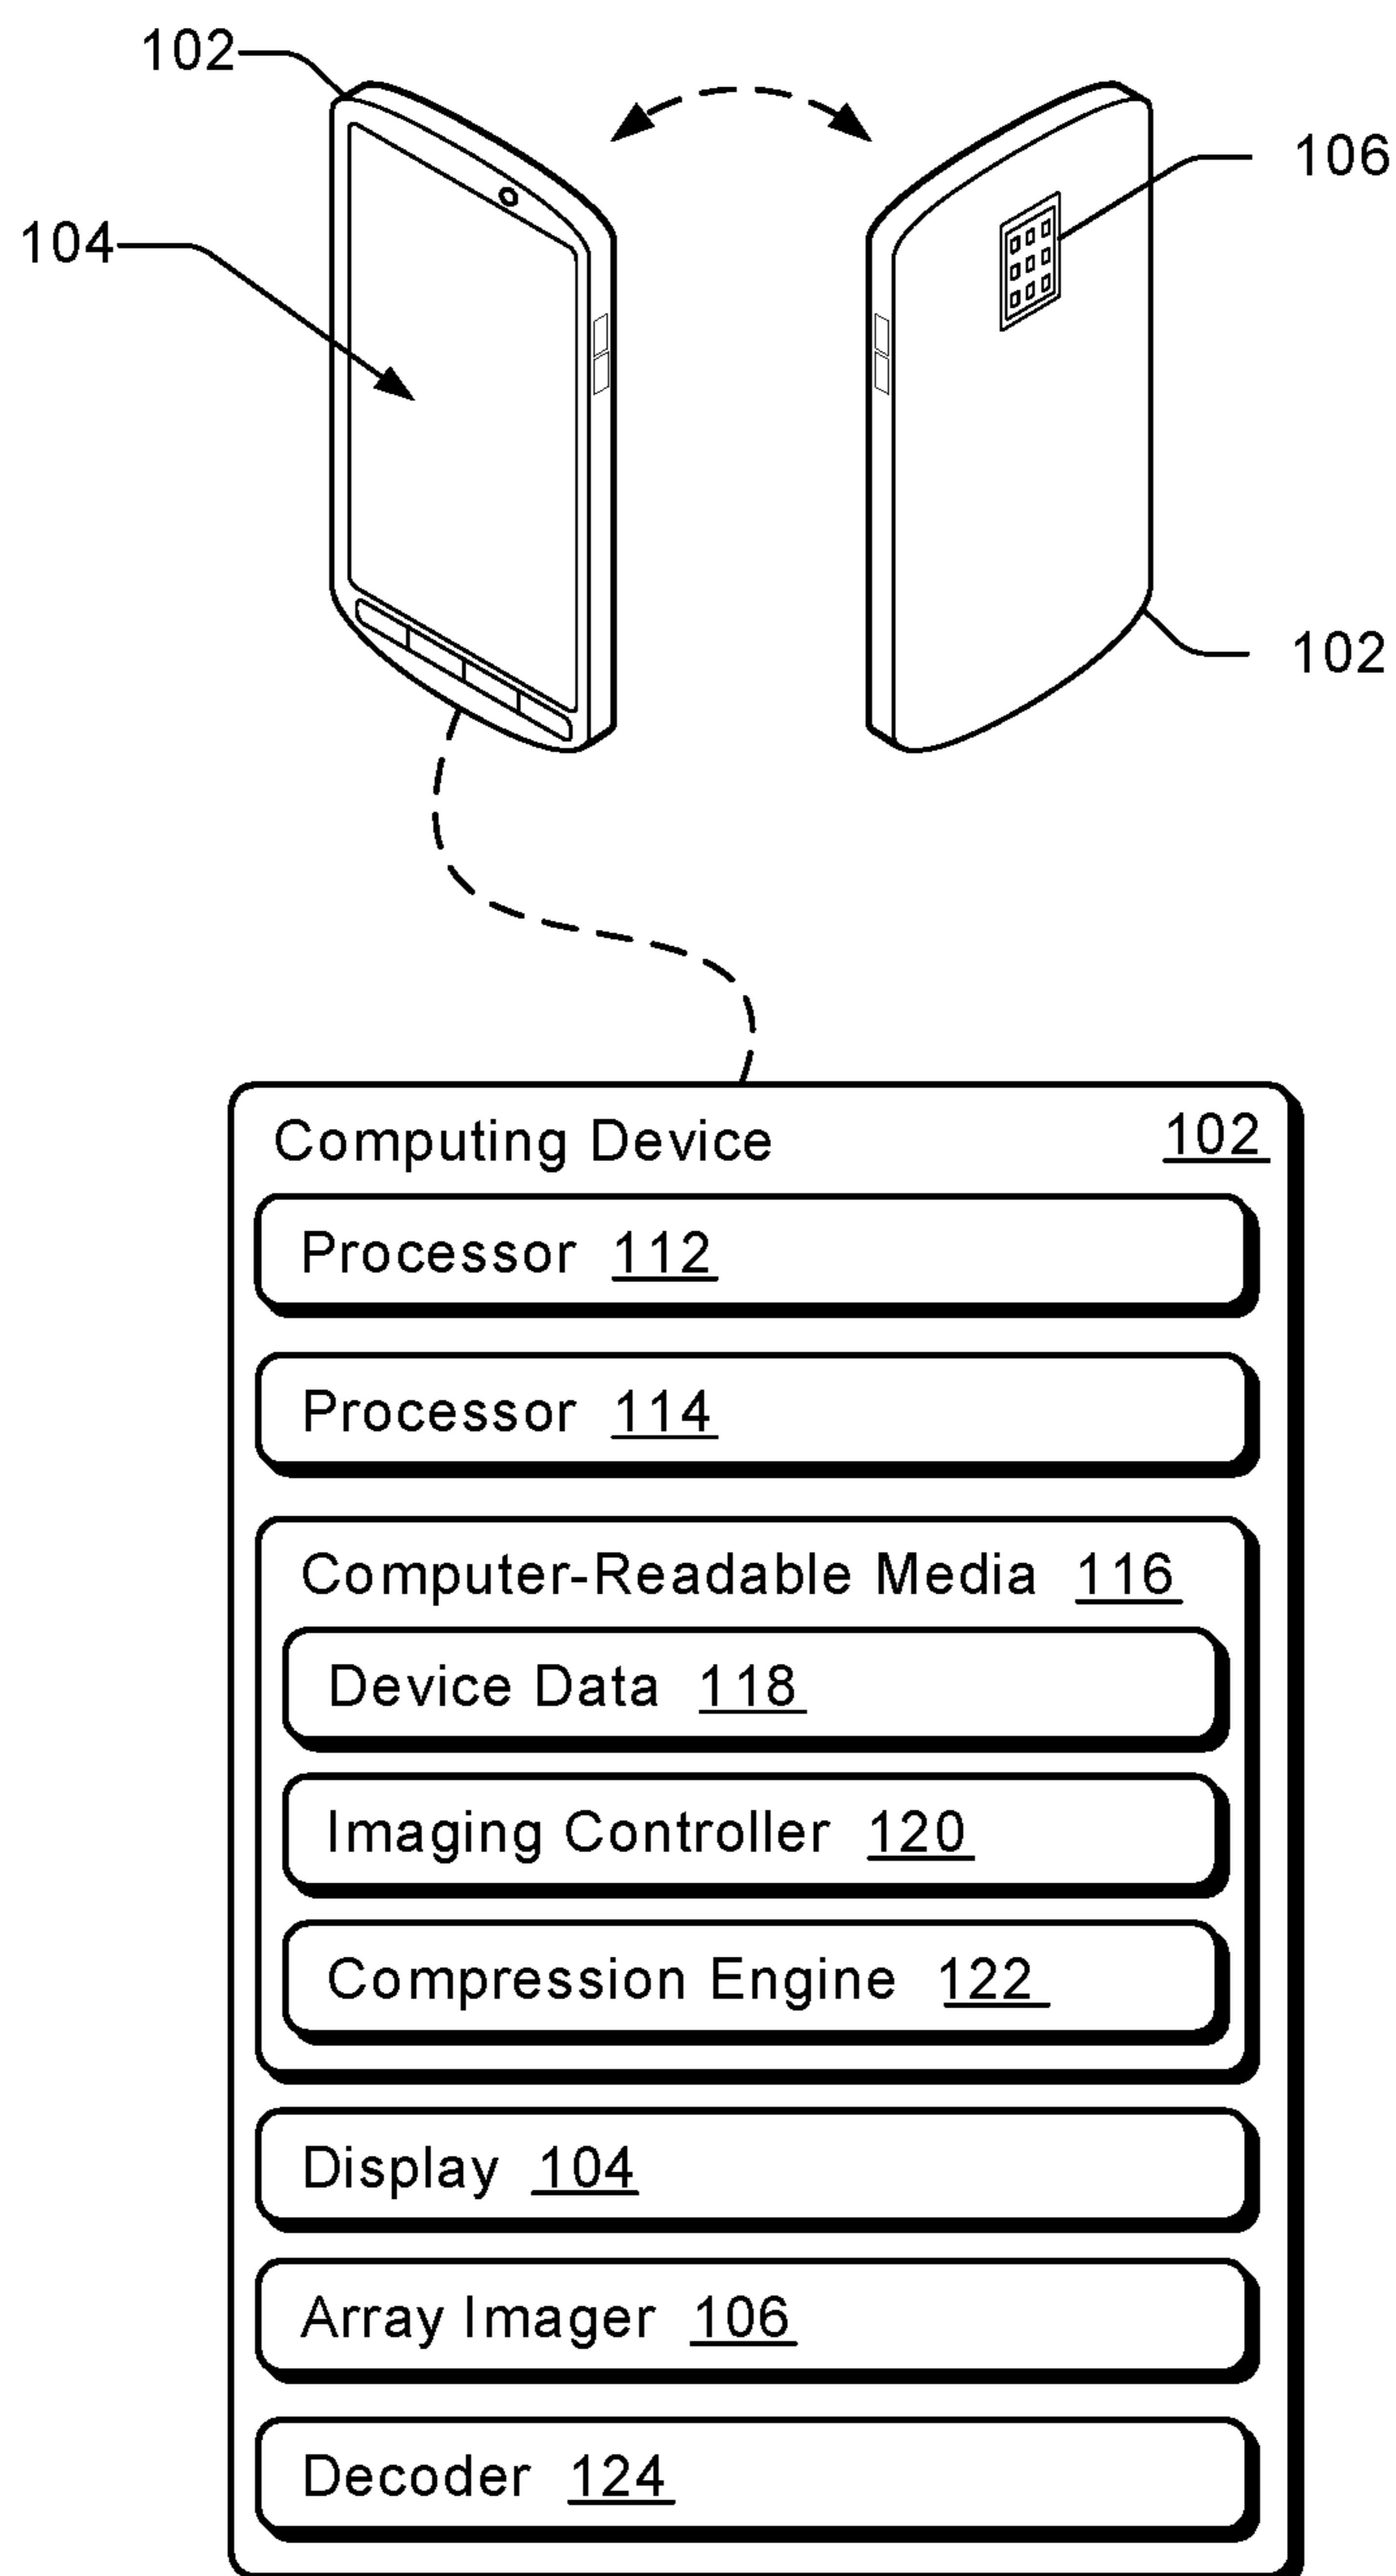 102
106
104
102
Computing Device 102
Processor 112
Processor 114
Computer-Readable Media 116
Device Data 118
Imaging Controller 120
Compression Engine 122
Display 104
Array Imager 106
Decoder 124